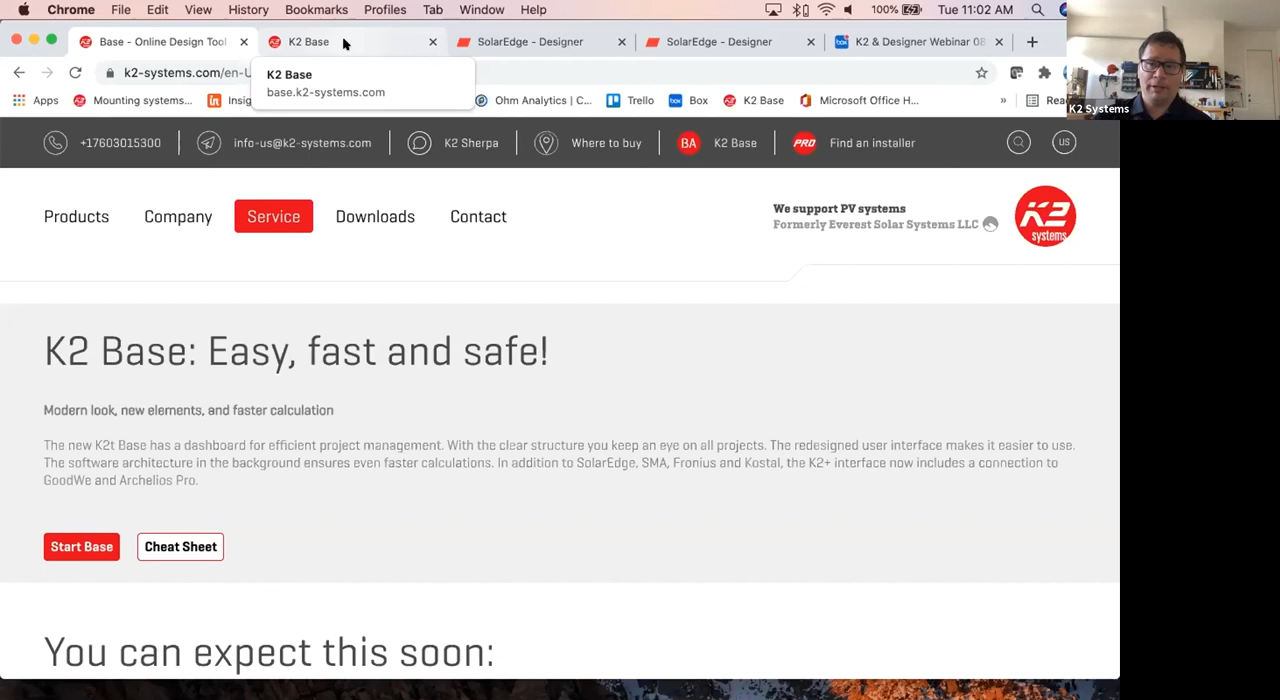 Chrome File Edit View History Bookmarks Profiles Tab Window Help 100% Tue 11:02 AM
Base - Online Design Tool K2 Base SolarEdge - Designer SolarEdge - Designer K2 & Designer Webinar 08
k2-systems.com/en-U
K2 Base
base.k2-systems.com
Apps Mounting systems... Insig Ohm Analytics | C... Trello Box K2 Base Microsoft Office H... » Rea
K2 Systems
+17603015300 info-us@k2-systems.com K2 Sherpa Where to buy BA K2 Base PRO Find an installer US
Products Company Service Downloads Contact
We support PV systems
Formerly Everest Solar Systems LLC
K2
systems
K2 Base: Easy, fast and safe!
Modern look, new elements, and faster calculation
The new K2t Base has a dashboard for efficient project management. With the clear structure you keep an eye on all projects. The redesigned user interface makes it easier to use.
The software architecture in the background ensures even faster calculations. In addition to SolarEdge, SMA, Fronius and Kostal, the K2+ interface now includes a connection to
GoodWe and Archelios Pro.
Start Base Cheat Sheet
You can expect this soon: